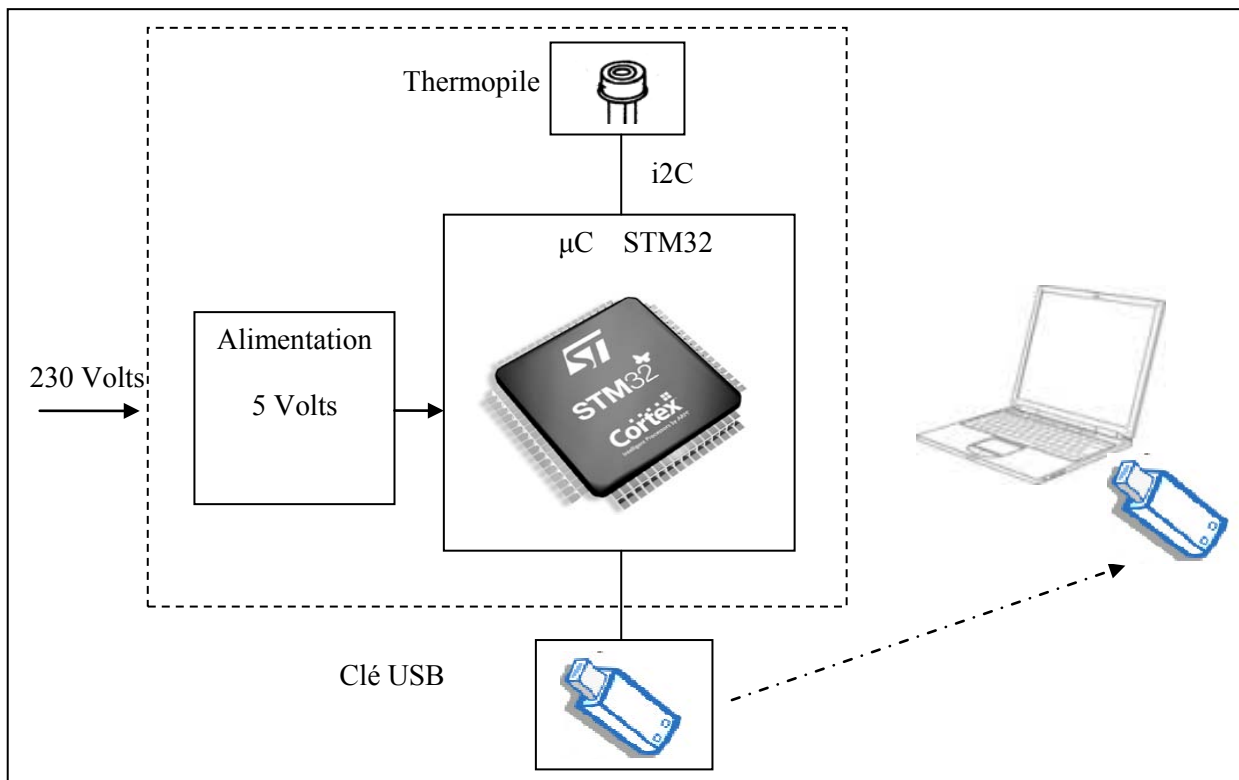 Thermopile
i2C
μC STM32
Alimentation
5 Volts
230 Volts
STM32
Cortex
Clé USB